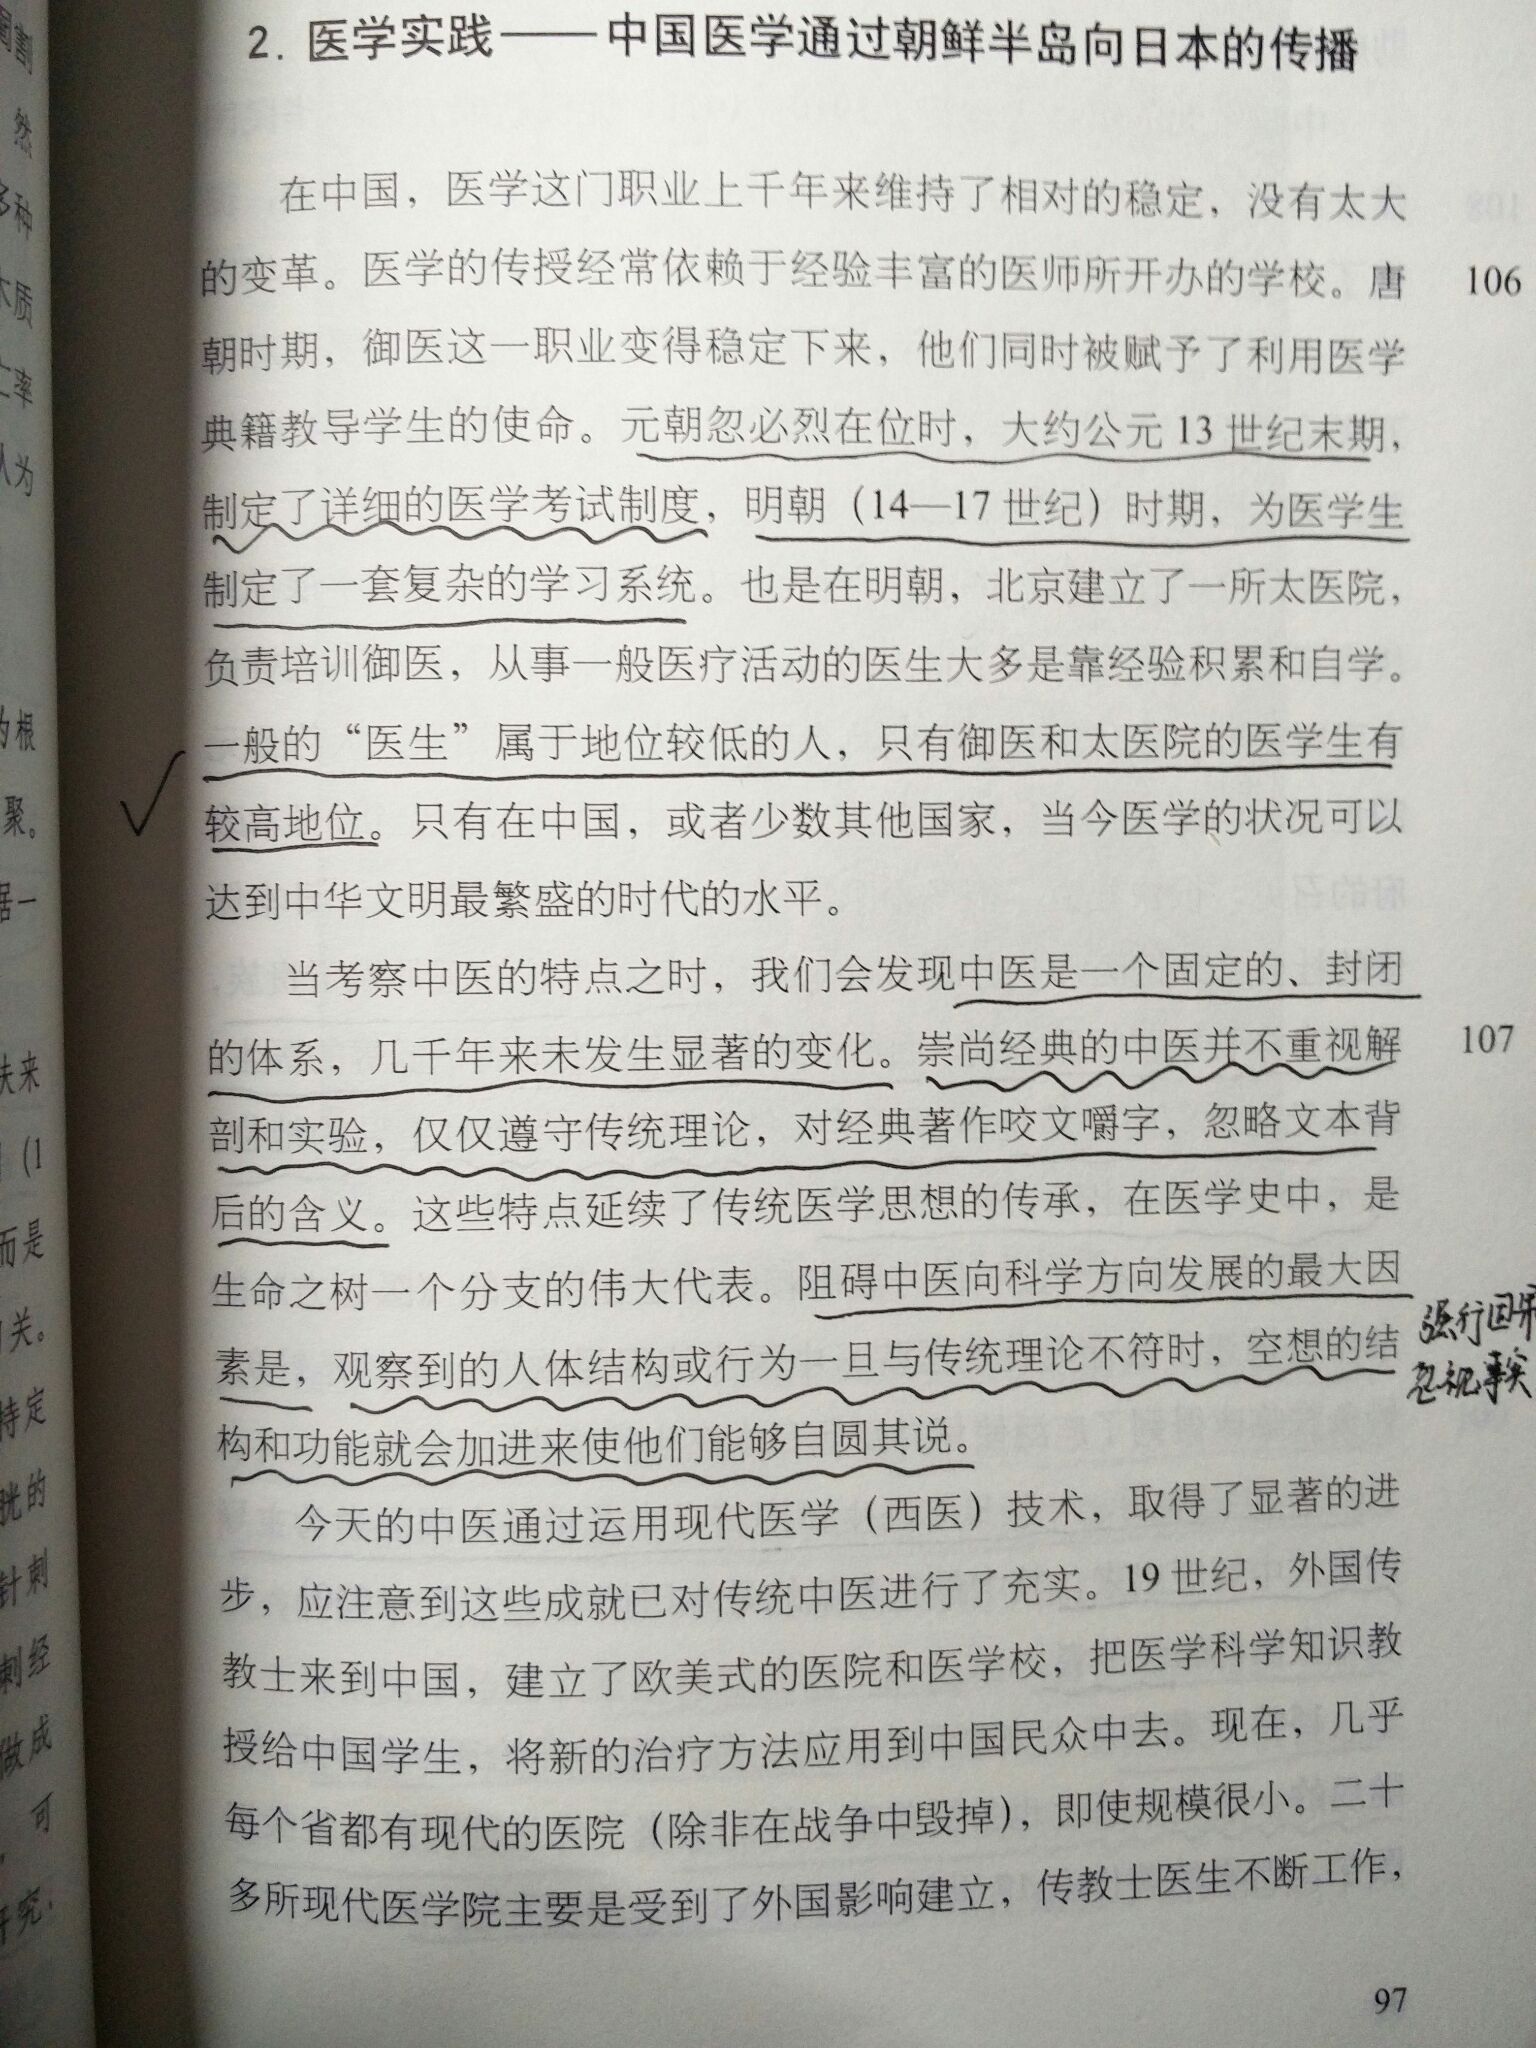 2. 医学实践——中国医学通过朝鲜半岛向日本的传播
在中国，医学这门职业上千年来维持了相对的稳定，没有太大
的变革。医学的传授经常依赖于经验丰富的医师所开办的学校。唐
106
朝时期，御医这一职业变得稳定下来，他们同时被赋予了利用医学
典籍教导学生的使命。元朝忽必烈在位时，大约公元13世纪末期，
制定了详细的医学考试制度，明朝（14—17世纪）时期，为医学生
制定了一套复杂的学习系统。也是在明朝，北京建立了一所太医院，
负责培训御医，从事一般医疗活动的医生大多是靠经验积累和自学。
一般的“医生”属于地位较低的人，只有御医和太医院的医学生有
较高地位。只有在中国，或者少数其他国家，当今医学的状况可以
达到中华文明最繁盛的时代的水平。
当考察中医的特点之时，我们会发现中医是一个固定的、封闭
的体系，几千年来未发生显著的变化。崇尚经典的中医并不重视解
107
剖和实验，仅仅遵守传统理论，对经典著作咬文嚼字，忽略文本背
后的含义。这些特点延续了传统医学思想的传承，在医学史中，是
生命之树一个分支的伟大代表。阻碍中医向科学方向发展的最大因
素是，观察到的人体结构或行为一旦与传统理论不符时，空想的结
构和功能就会加进来使他们能够自圆其说。
强行回
忽视事实
今天的中医通过运用现代医学（西医）技术，取得了显著的进
步，应注意到这些成就已对传统中医进行了充实。19世纪，外国传
教士来到中国，建立了欧美式的医院和医学校，把医学科学知识教
授给中国学生，将新的治疗方法应用到中国民众中去。现在，几乎
每个省都有现代的医院（除非在战争中毁掉），即使规模很小。二十
多所现代医学院主要是受到了外国影响建立，传教士医生不断工作，
97